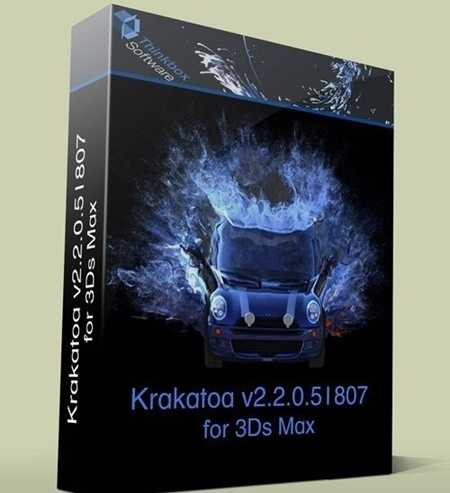 Thinkbox
Software
Krakatoa v2.2.0.51807
for 3Ds Max
Krakatoa v2.2.0.51807
for 3Ds Max